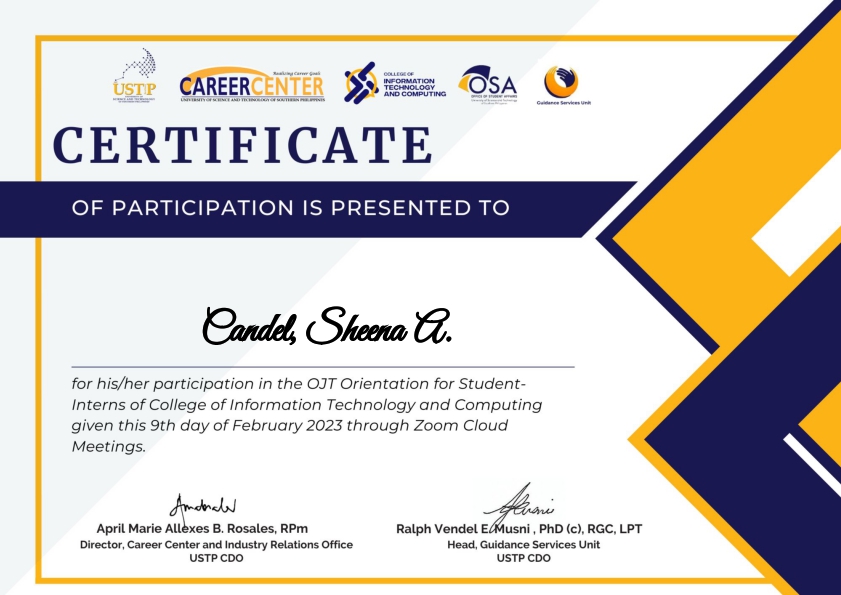 USTP
Realizing Career Goals
CAREERCENTER
UNIVERSITY OF SCIENCE AND TECHNOLOGY OF SOUTHERN PHILIPPINES
COLLEGE OF
INFORMATION
TECHNOLOGY
AND COMPUTING
OSA
OFFICE OF STUDENT AFFAIRS
Guidance Services Unit
CERTIFICATE
OF PARTICIPATION IS PRESENTED TO
Candel, Sheena A.
for his/her participation in the OJT Orientation for Student-
Interns of College of Information Technology and Computing
given this 9th day of February 2023 through Zoom Cloud
Meetings.
April Marie Allexes B. Rosales, RPm
Director, Career Center and Industry Relations Office
USTP CDO
Ralph Vendel E. Musni , PhD (c), RGC, LPT
Head, Guidance Services Unit
USTP CDO